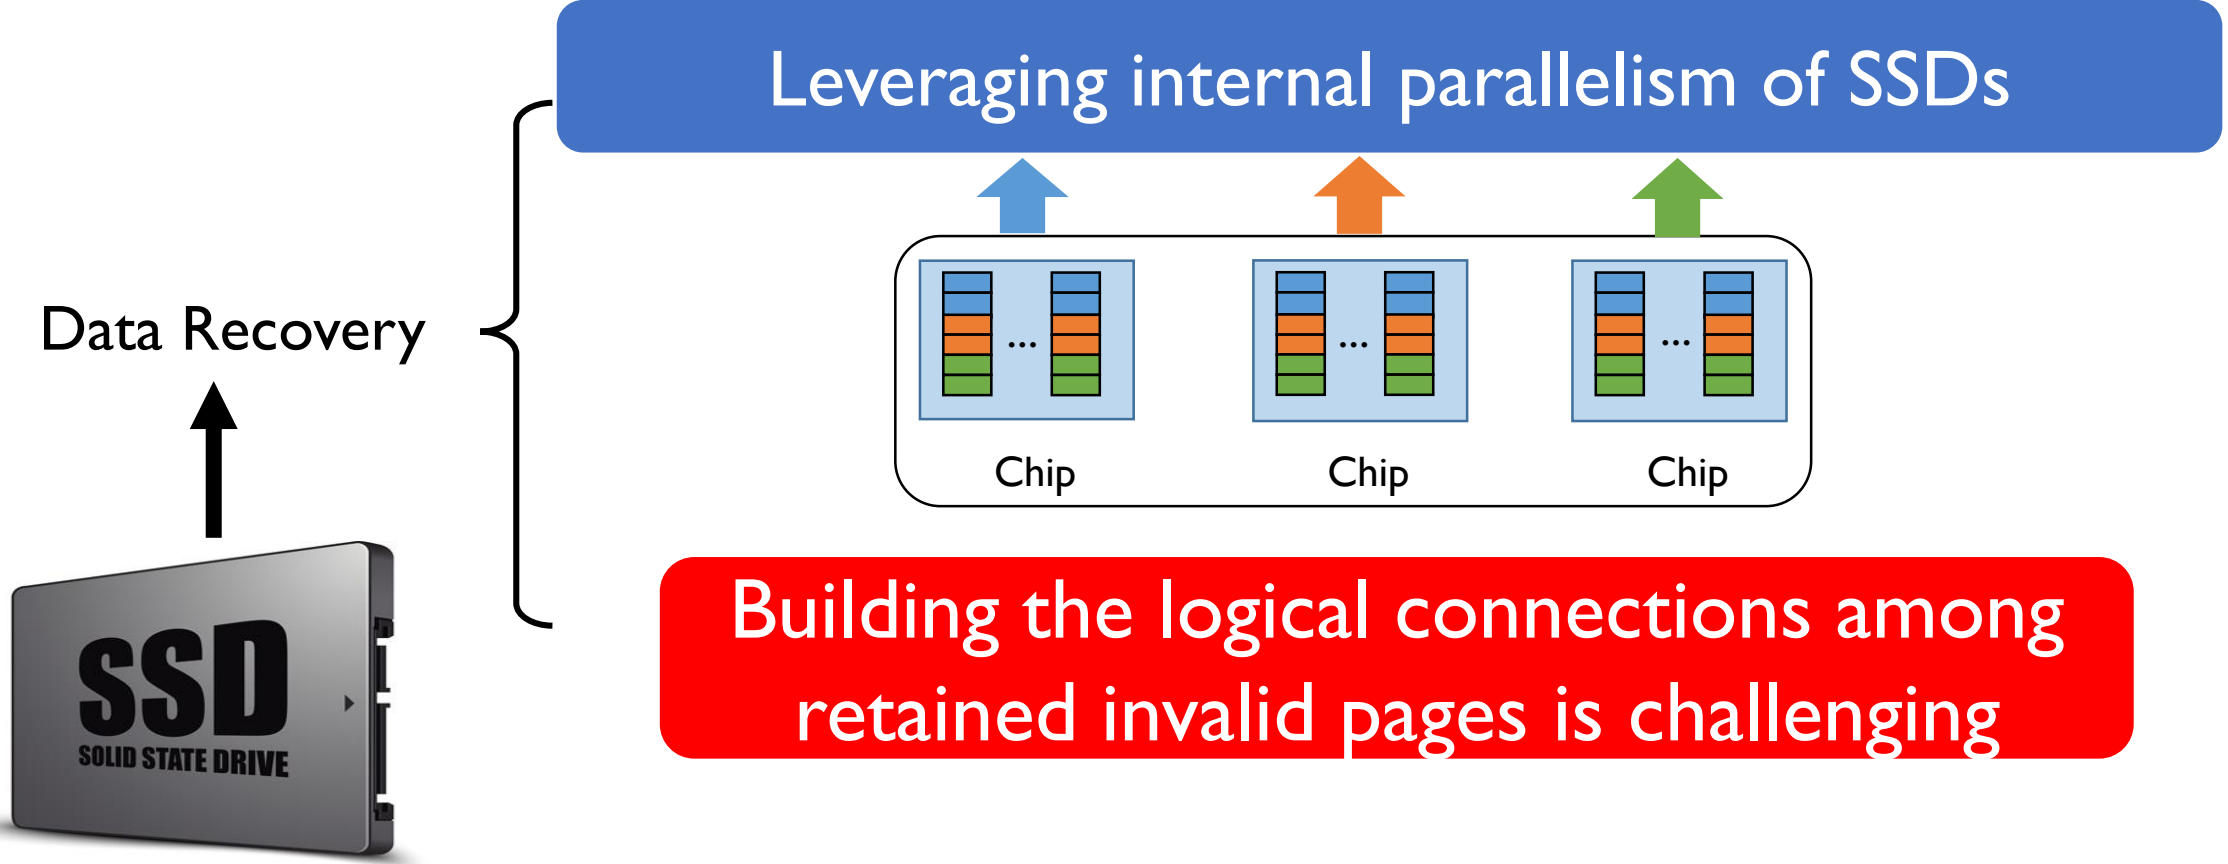 Leveraging internal parallelism of SSDs
Data Recovery
... ... ...
Chip Chip Chip
Building the logical connections among
retained invalid pages is challenging
SSD
SOLID STATE DRIVE